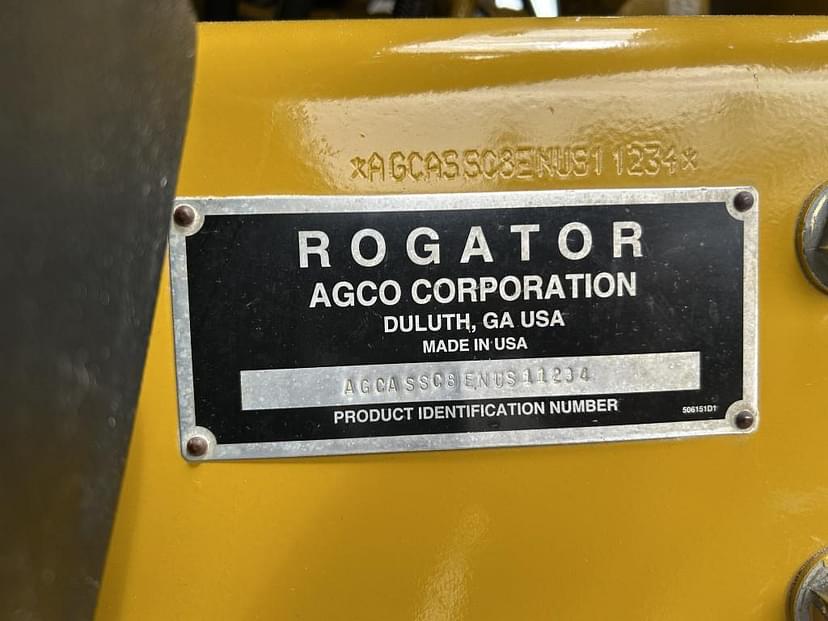 *AGCASSC8ENUS11234*
ROGATOR
AGCO CORPORATION
DULUTH, GA USA
MADE IN USA
AGCASSC8ENUS11234
PRODUCT IDENTIFICATION NUMBER
506151D1